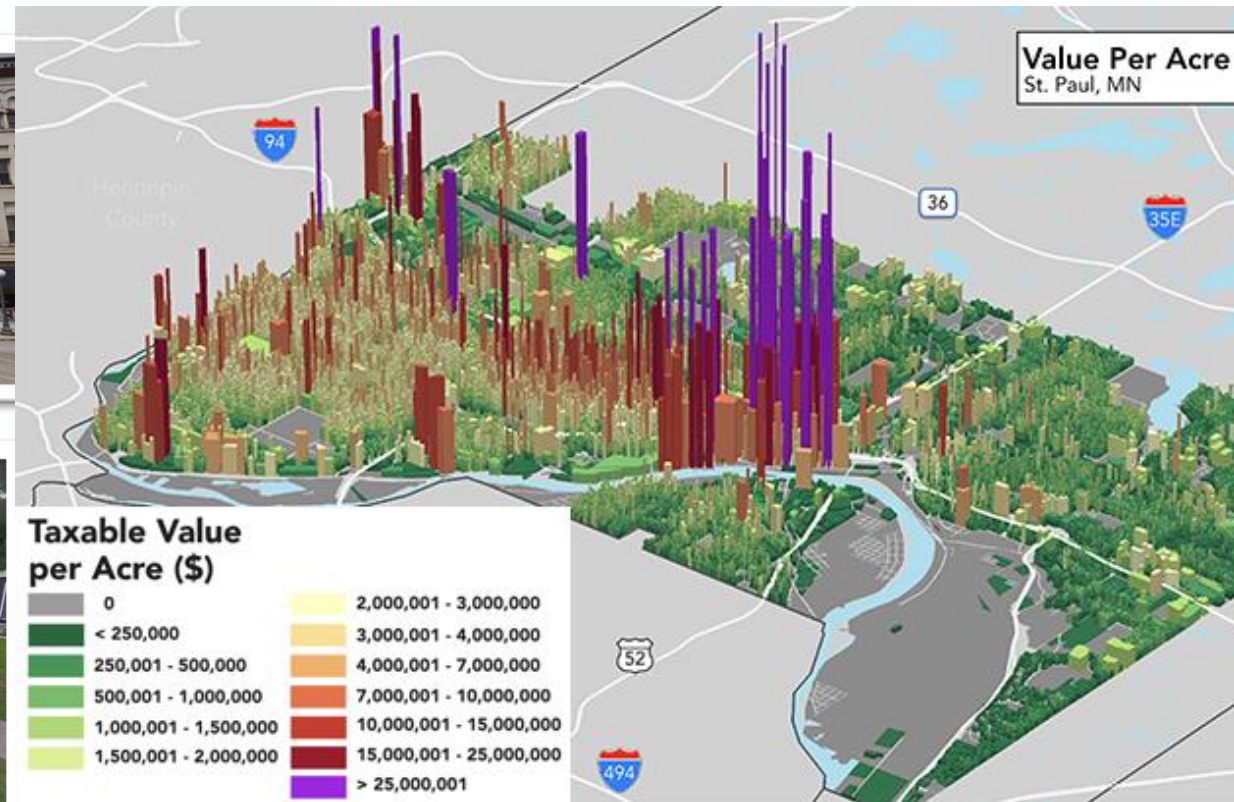 Value Per Acre
St. Paul, MN
94
Hennepin
County
36
35E
52
494
Taxable Value
per Acre ($)
0
< 250,000
250,001 - 500,000
500,001 - 1,000,000
1,000,001 - 1,500,000
1,500,001 - 2,000,000
2,000,001 - 3,000,000
3,000,001 - 4,000,000
4,000,001 - 7,000,000
7,000,001 - 10,000,000
10,000,001 - 15,000,000
15,000,001 - 25,000,000
> 25,000,001